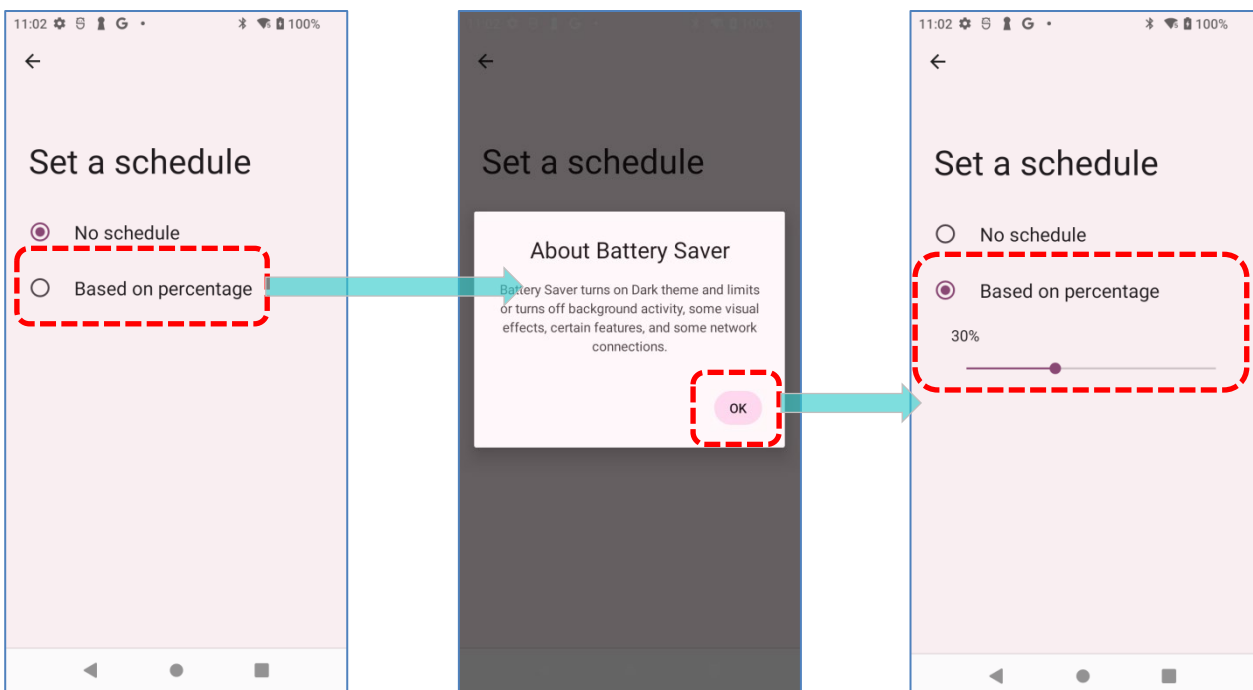 11:02 G • 100%
Set a schedule
No schedule
Based on percentage
Set a schedule
About Battery Saver
Battery Saver turns on Dark theme and limits
or turns off background activity, some visual
effects, certain features, and some network
connections.
OK
11:02 G • 100%
Set a schedule
No schedule
Based on percentage
30%